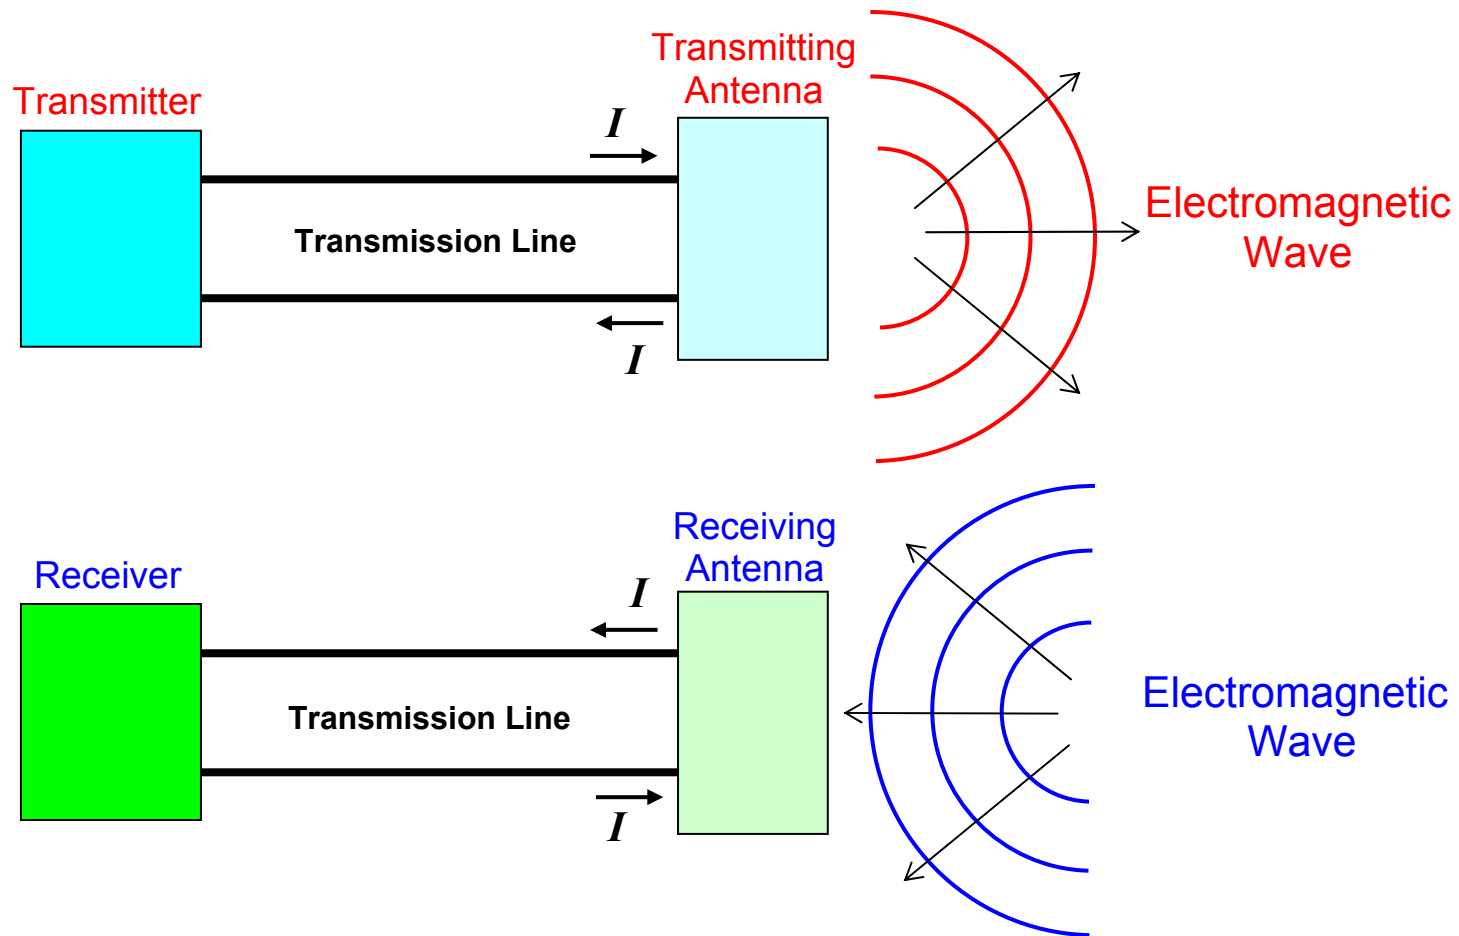 Transmitting
Antenna
Transmitter
I
Transmission Line
I
Electromagnetic
Wave
Receiving
Antenna
Receiver
I
Transmission Line
I
Electromagnetic
Wave